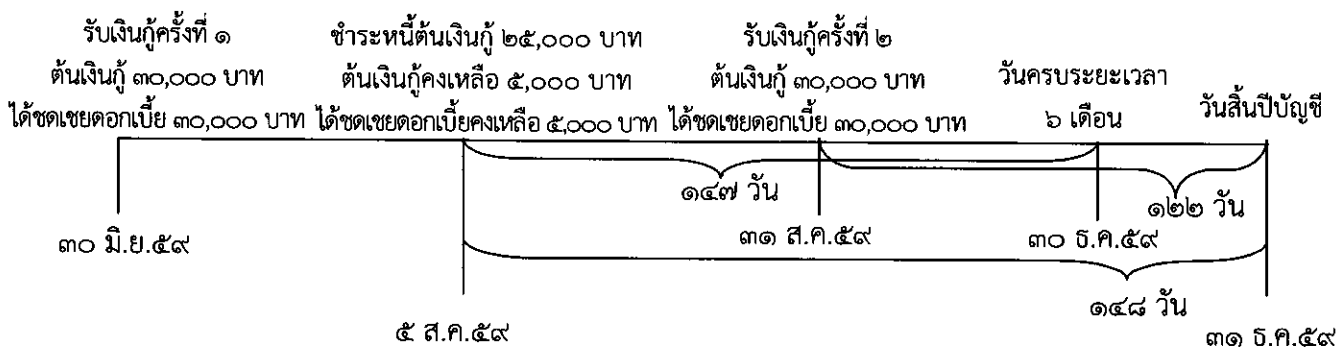 รับเงินกู้ครั้งที่ ๑
ต้นเงินกู้ ๓๐,๐๐๐ บาท
ได้ชดเชยดอกเบี้ย ๓๐,๐๐๐ บาท
ชำระหนี้ต้นเงินกู้ ๒๕,๐๐๐ บาท
ต้นเงินกู้คงเหลือ ๕,๐๐๐ บาท
ได้ชดเชยดอกเบี้ยคงเหลือ ๕,๐๐๐ บาท
รับเงินกู้ครั้งที่ ๒
ต้นเงินกู้ ๓๐,๐๐๐ บาท
ได้ชดเชยดอกเบี้ย ๓๐,๐๐๐ บาท
วันครบระยะเวลา
๖ เดือน
วันสิ้นปีบัญชี
๑๔๗ วัน
๑๒๒ วัน
๓๐ มิ.ย.๕๙
๓๑ ส.ค.๕๙
๓๐ ธ.ค.๕๙
๑๔๘ วัน
๕ ส.ค.๕๙
๓๑ ธ.ค.๕๙